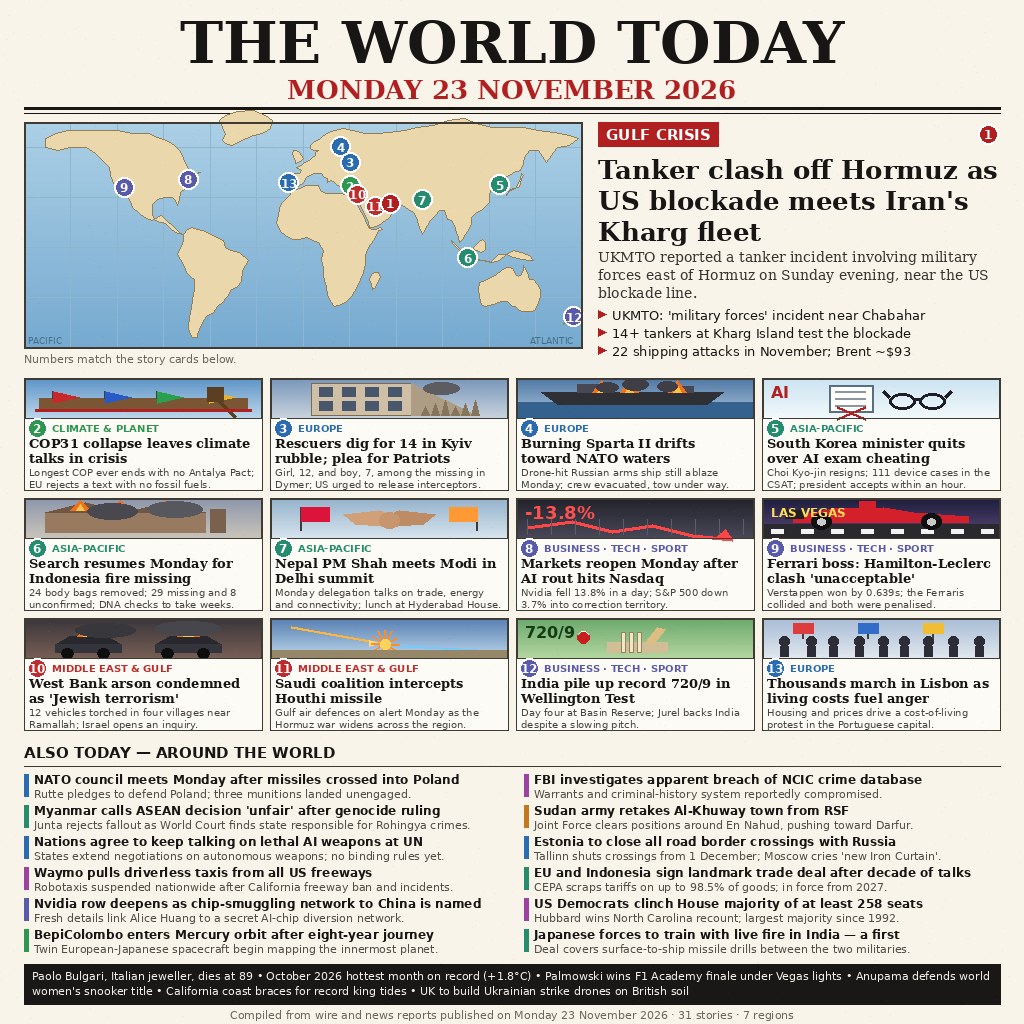 THE WORLD TODAY
MONDAY 23 NOVEMBER 2026
4
3
13
8
9
2
10
5
7
11
1
6
12
PACIFIC
ATLANTIC
Numbers match the story cards below.
GULF CRISIS
1
Tanker clash off Hormuz as
US blockade meets Iran's
Kharg fleet
UKMTO reported a tanker incident involving military
forces east of Hormuz on Sunday evening, near the US
blockade line.
UKMTO: 'military forces' incident near Chabahar
14+ tankers at Kharg Island test the blockade
22 shipping attacks in November; Brent ~$93
2 CLIMATE & PLANET
COP31 collapse leaves climate
talks in crisis
Longest COP ever ends with no Antalya Pact;
EU rejects a text with no fossil fuels.
3 EUROPE
Rescuers dig for 14 in Kyiv
rubble; plea for Patriots
Girl, 12, and boy, 7, among the missing in
Dymer; US urged to release interceptors.
4 EUROPE
Burning Sparta II drifts
toward NATO waters
Drone-hit Russian arms ship still ablaze
Monday; crew evacuated, tow under way.
AI
5 ASIA-PACIFIC
South Korea minister quits
over AI exam cheating
Choi Kyo-jin resigns; 111 device cases in the
CSAT; president accepts within an hour.
6 ASIA-PACIFIC
Search resumes Monday for
Indonesia fire missing
24 body bags removed; 29 missing and 8
unconfirmed; DNA checks to take weeks.
7 ASIA-PACIFIC
Nepal PM Shah meets Modi in
Delhi summit
Monday delegation talks on trade, energy
and connectivity; lunch at Hyderabad House.
-13.8%
8 BUSINESS · TECH · SPORT
Markets reopen Monday after
AI rout hits Nasdaq
Nvidia fell 13.8% in a day; S&P 500 down
3.7% into correction territory.
LAS VEGAS
9 BUSINESS · TECH · SPORT
Ferrari boss: Hamilton-Leclerc
clash 'unacceptable'
Verstappen won by 0.639s; the Ferraris
collided and both were penalised.
10 MIDDLE EAST & GULF
West Bank arson condemned
as 'Jewish terrorism'
12 vehicles torched in four villages near
Ramallah; Israel opens an inquiry.
11 MIDDLE EAST & GULF
Saudi coalition intercepts
Houthi missile
Gulf air defences on alert Monday as the
Hormuz war widens across the region.
720/9
12 BUSINESS · TECH · SPORT
India pile up record 720/9 in
Wellington Test
Day four at Basin Reserve; Jurel backs India
despite a slowing pitch.
13 EUROPE
Thousands march in Lisbon as
living costs fuel anger
Housing and prices drive a cost-of-living
protest in the Portuguese capital.
ALSO TODAY — AROUND THE WORLD
NATO council meets Monday after missiles crossed into Poland
Rutte pledges to defend Poland; three munitions landed unengaged.
Myanmar calls ASEAN decision 'unfair' after genocide ruling
Junta rejects fallout as World Court finds state responsible for Rohingya crimes.
Nations agree to keep talking on lethal AI weapons at UN
States extend negotiations on autonomous weapons; no binding rules yet.
Waymo pulls driverless taxis from all US freeways
Robotaxis suspended nationwide after California freeway ban and incidents.
Nvidia row deepens as chip-smuggling network to China is named
Fresh details link Alice Huang to a secret AI-chip diversion network.
BepiColombo enters Mercury orbit after eight-year journey
Twin European-Japanese spacecraft begin mapping the innermost planet.
FBI investigates apparent breach of NCIC crime database
Warrants and criminal-history system reportedly compromised.
Sudan army retakes Al-Khuway town from RSF
Joint Force clears positions around En Nahud, pushing toward Darfur.
Estonia to close all road border crossings with Russia
Tallinn shuts crossings from 1 December; Moscow cries 'new Iron Curtain'.
EU and Indonesia sign landmark trade deal after decade of talks
CEPA scraps tariffs on up to 98.5% of goods; in force from 2027.
US Democrats clinch House majority of at least 258 seats
Hubbard wins North Carolina recount; largest majority since 1992.
Japanese forces to train with live fire in India — a first
Deal covers surface-to-ship missile drills between the two militaries.
Paolo Bulgari, Italian jeweller, dies at 89 • October 2026 hottest month on record (+1.8°C) • Palmowski wins F1 Academy finale under Vegas lights • Anupama defends world
women's snooker title • California coast braces for record king tides • UK to build Ukrainian strike drones on British soil
Compiled from wire and news reports published on Monday 23 November 2026 · 31 stories · 7 regions